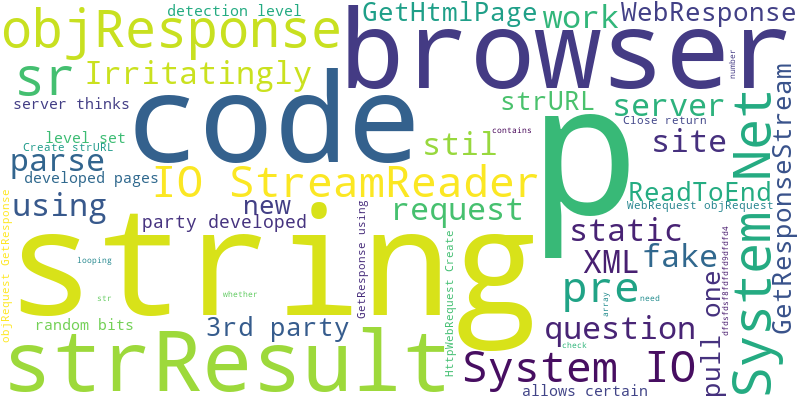 detection level
GetHtmlPage
work
WebResponse
objResponse
browser
number
sr
Irritatingly
code
server thinks
strURL
server
p
System Net
GetResponseStream
contains
Close return
level set
Create strURL
stil
site
parse
developed pages
IO StreamReader
ReadToEnd
using
new
request
WebRequest objRequest
party developed
static
objRequest GetResponse
string
GetResponse using
HttpWebRequest Create
XML
fake
dfdsfdsf8fdfdfd9dfdfd4
looping
pre
array
need
pull one
str
whether
random bits
3rd party
question
strResult
check
System IO
allows certain